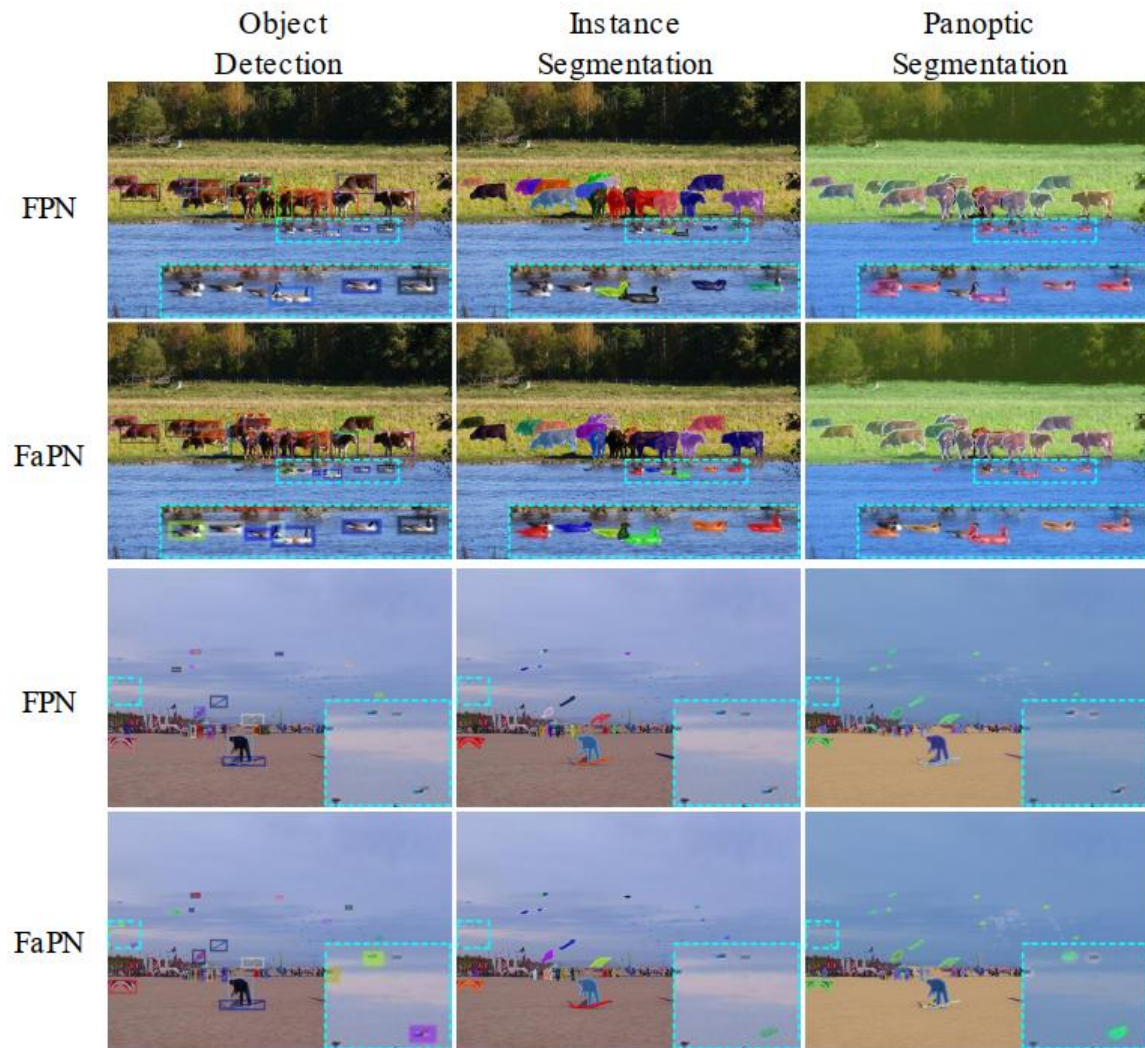 Object
Detection
Instance
Segmentation
Panoptic
Segmentation
FPN
FaPN
FPN
FaPN